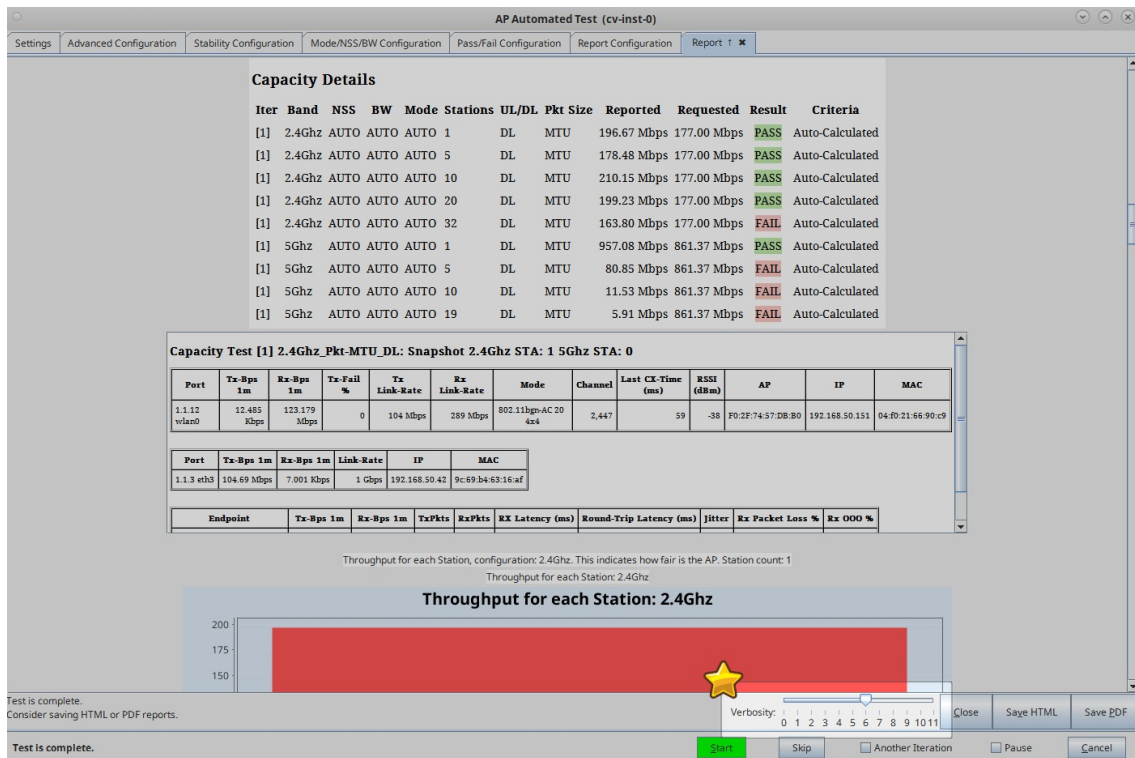 AP Automated Test (cv-inst-0)
Settings Advanced Configuration Stability Configuration Mode/NSS/BW Configuration Pass/Fail Configuration Report Configuration Report ↑ ✖
Capacity Details
Iter Band NSS BW Mode Stations UL/DL Pkt Size Reported Requested Result Criteria
[1] 2.4Ghz AUTO AUTO AUTO 1 DL MTU 196.67 Mbps 177.00 Mbps PASS Auto-Calculated
[1] 2.4Ghz AUTO AUTO AUTO 5 DL MTU 178.48 Mbps 177.00 Mbps PASS Auto-Calculated
[1] 2.4Ghz AUTO AUTO AUTO 10 DL MTU 210.15 Mbps 177.00 Mbps PASS Auto-Calculated
[1] 2.4Ghz AUTO AUTO AUTO 20 DL MTU 199.23 Mbps 177.00 Mbps PASS Auto-Calculated
[1] 2.4Ghz AUTO AUTO AUTO 32 DL MTU 163.80 Mbps 177.00 Mbps FAIL Auto-Calculated
[1] 5Ghz AUTO AUTO AUTO 1 DL MTU 957.08 Mbps 861.37 Mbps PASS Auto-Calculated
[1] 5Ghz AUTO AUTO AUTO 5 DL MTU 80.85 Mbps 861.37 Mbps FAIL Auto-Calculated
[1] 5Ghz AUTO AUTO AUTO 10 DL MTU 11.53 Mbps 861.37 Mbps FAIL Auto-Calculated
[1] 5Ghz AUTO AUTO AUTO 19 DL MTU 5.91 Mbps 861.37 Mbps FAIL Auto-Calculated
Capacity Test [1] 2.4Ghz_Pkt-MTU_DL: Snapshot 2.4Ghz STA: 1 5Ghz STA: 0
Port Tx-Bps 1m Rx-Bps 1m Tx-Fail % Tx Link-Rate Rx Link-Rate Mode Channel Last CX-Time (ms) RSSI (dBm) AP IP MAC
1.1.12 wlan0 12.485 Kbps 123.179 Mbps 0 104 Mbps 289 Mbps 802.11bgn-AC 20 4x4 2,447 59 -38 F0:2F:74:57:DB:B0 192.168.50.151 04:f0:21:66:90:c9
Port Tx-Bps 1m Rx-Bps 1m Link-Rate IP MAC
1.1.3 eth3 104.69 Mbps 7.001 Kbps 1 Gbps 192.168.50.42 9c:69:b4:63:16:af
Endpoint Tx-Bps 1m Rx-Bps 1m TxPkts RxPkts RX Latency (ms) Round-Trip Latency (ms) Jitter Rx Packet Loss % Rx OOO %
Throughput for each Station, configuration: 2.4Ghz. This indicates how fair is the AP. Station count: 1
Throughput for each Station: 2.4Ghz
Throughput for each Station: 2.4Ghz
200
175
150
Test is complete.
Consider saving HTML or PDF reports.
Verbosity: 0 1 2 3 4 5 6 7 8 9 10 11 Close Save HTML Save PDF
Test is complete. Start Skip Another Iteration Pause Cancel